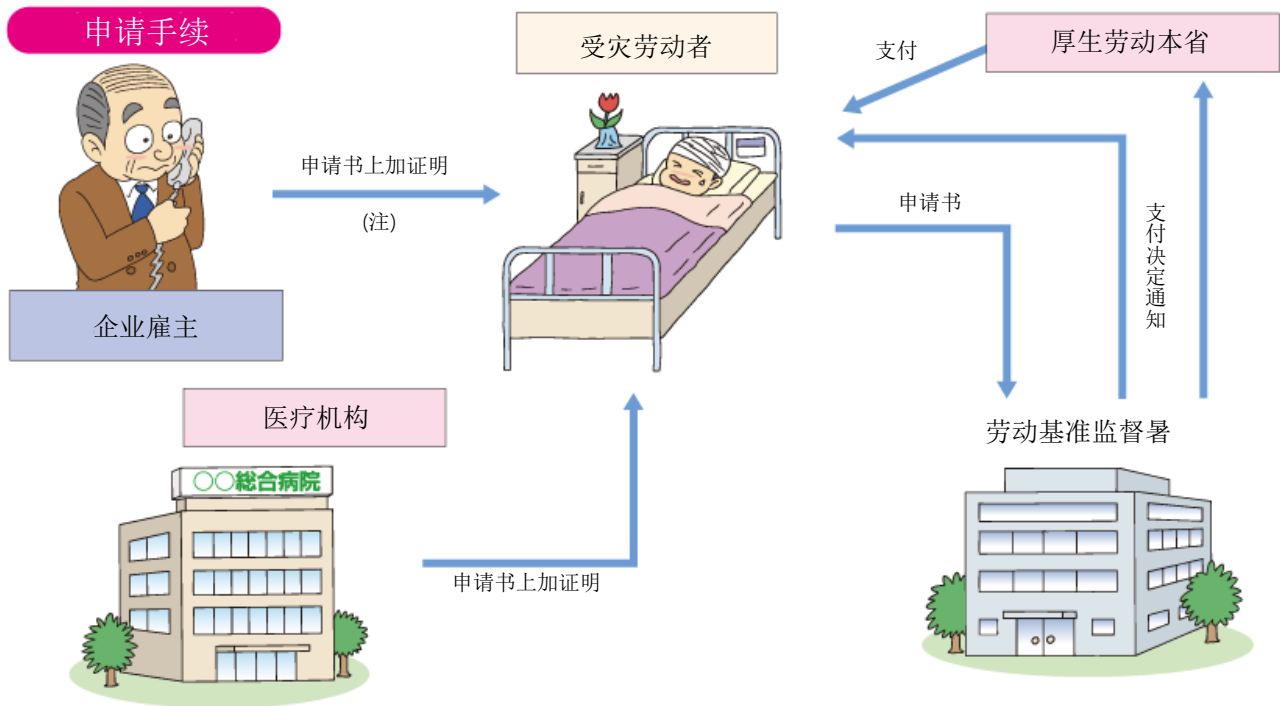 申请手续
受灾劳动者
厚生劳动本省
支付
申请书上加证明
(注)
申请书
支付决定通知
企业雇主
医疗机构
劳动基准监督暑
○○総合病院
申请书上加证明